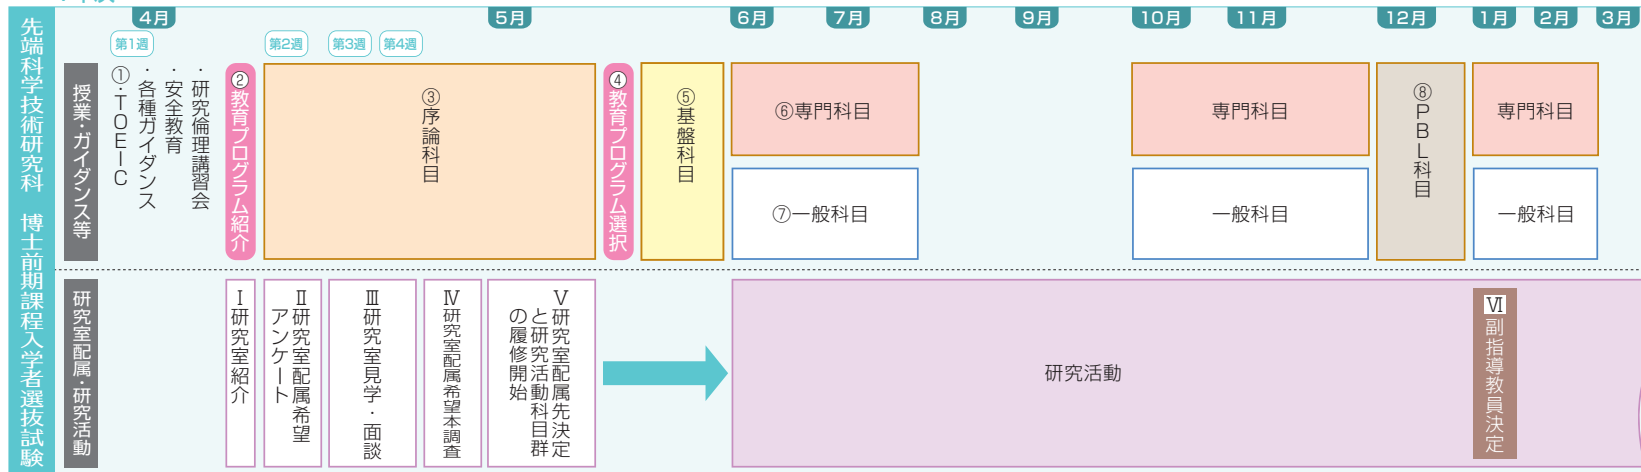 4月
5月
6月
7月
8月
9月
10月
11月
12月
1月
2月
3月
第1週
第2週
第3週
第4週
先端科学技術研究科 博士前期課程入学者選抜試験
授業・ガイダンス等
①・TOEIC
・各種ガイダンス
・安全教育
・研究倫理講習会
②教育プログラム紹介
③序論科目
④教育プログラム選択
⑤基盤科目
⑥専門科目
⑦一般科目
専門科目
一般科目
⑧PBL科目
専門科目
一般科目
研究室配属・研究活動
Ⅰ研究室紹介
Ⅱ研究室配属希望
アンケート
Ⅲ研究室見学・面談
Ⅳ研究室配属希望本調査
Ⅴ研究室配属先決定
と研究活動科目群
の履修開始
研究活動
Ⅵ副指導教員決定